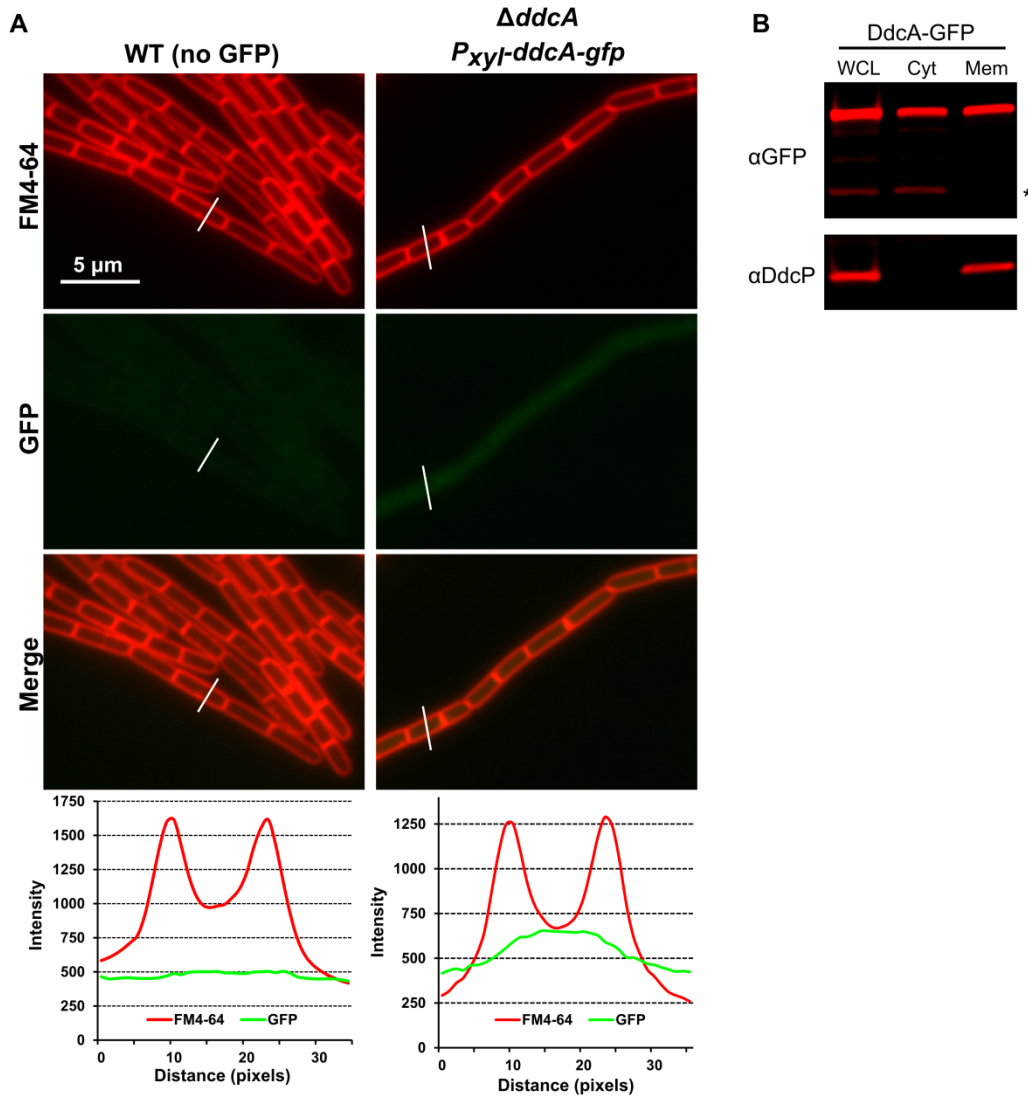 A
WT (no GFP)
ΔddcA
Pxyl-ddcA-gfp
FM4-64
5 µm
GFP
Merge
1750
1500
1250
1000
750
500
250
0
Intensity
FM4-64
GFP
0 10 20 30
Distance (pixels)
1250
1000
750
500
250
0
Intensity
FM4-64
GFP
0 10 20 30
Distance (pixels)
B
DdcA-GFP
WCL Cyt Mem
αGFP
*
αDdcP